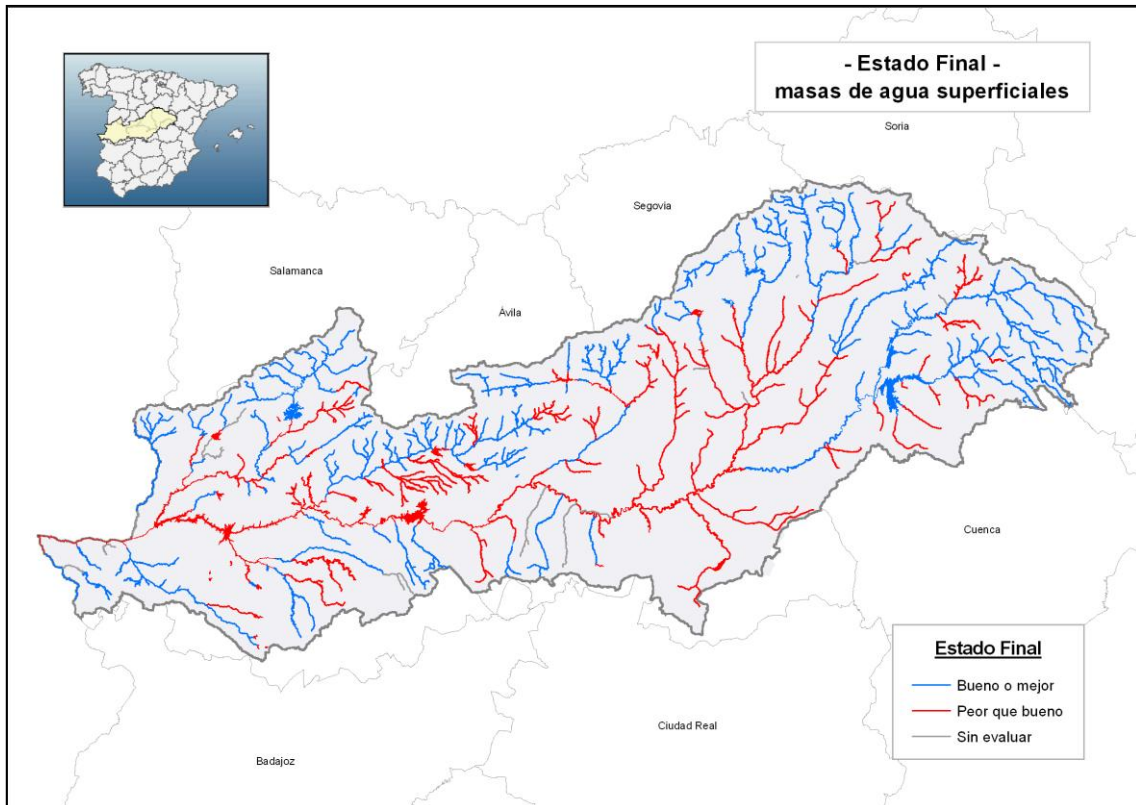 - Estado Final -
masas de agua superficiales
Soria
Segovia
Salamanca
Ávila
Cuenca
Estado Final
Bueno o mejor
Peor que bueno
Sin evaluar
Ciudad Real
Badajoz